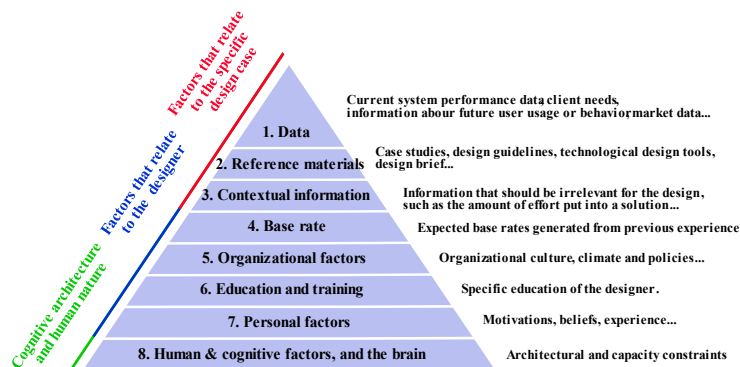 Factors that relate
to the specific
design case
Factors that relate
to the designer
Cognitive architecture
and human nature
1. Data
Current system performance data, client needs,
information abour future user usage or behavior,market data...
2. Reference materials
Case studies, design guidelines, technological design tools,
design brief...
3. Contextual information
Information that should be irrelevant for the design,
such as the amount of effort put into a solution...
4. Base rate
Expected base rates generated from previous experience
5. Organizational factors
Organizational culture, climate and policies...
6. Education and training
Specific education of the designer.
7. Personal factors
Motivations, beliefs, experience...
8. Human & cognitive factors, and the brain
Architectural and capacity constraints